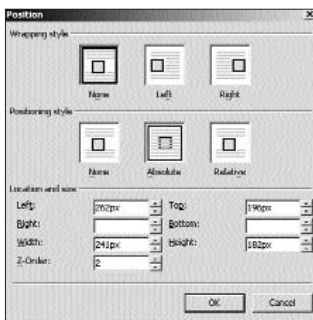 Position
Wrapping style
None Left Right
Positioning style
None Absolute Relative
Location and size
Left: 262px Top: 196px
Right: Bottom:
Width: 241px Height: 182px
Z-Order: 2
OK Cancel